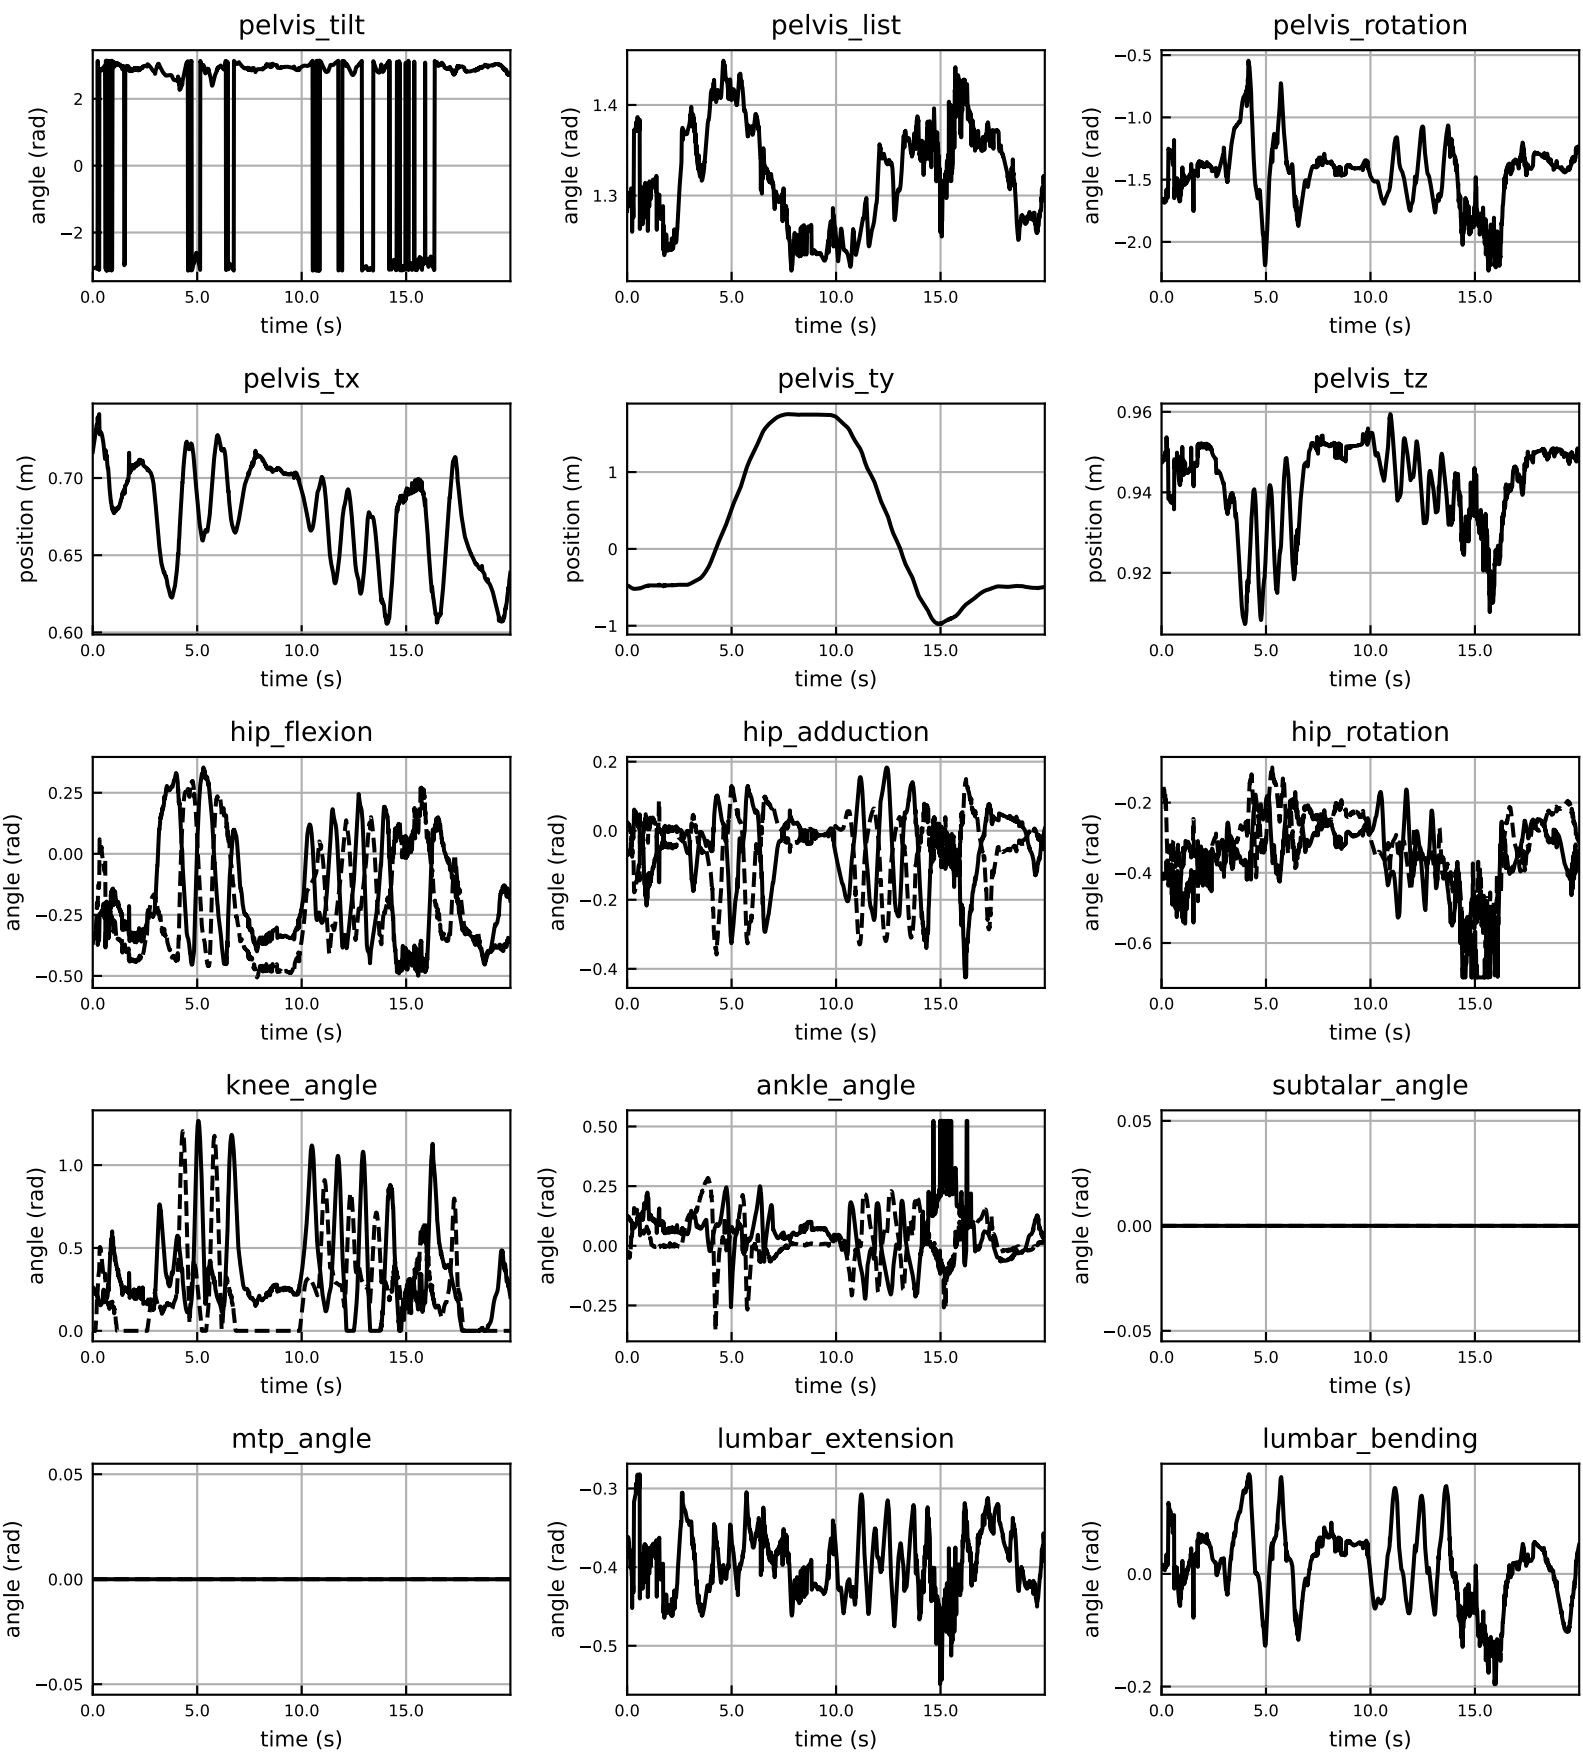 pelvis_tilt
angle (rad)
2
0
−2
0.0 5.0 10.0 15.0
time (s)
pelvis_list
angle (rad)
1.4
1.3
0.0 5.0 10.0 15.0
time (s)
pelvis_rotation
angle (rad)
−0.5
−1.0
−1.5
−2.0
0.0 5.0 10.0 15.0
time (s)
pelvis_tx
position (m)
0.70
0.65
0.60
0.0 5.0 10.0 15.0
time (s)
pelvis_ty
position (m)
1
0
−1
0.0 5.0 10.0 15.0
time (s)
pelvis_tz
position (m)
0.96
0.94
0.92
0.0 5.0 10.0 15.0
time (s)
hip_flexion
angle (rad)
0.25
0.00
−0.25
−0.50
0.0 5.0 10.0 15.0
time (s)
hip_adduction
angle (rad)
0.2
0.0
−0.2
−0.4
0.0 5.0 10.0 15.0
time (s)
hip_rotation
angle (rad)
−0.2
−0.4
−0.6
0.0 5.0 10.0 15.0
time (s)
knee_angle
angle (rad)
1.0
0.5
0.0
0.0 5.0 10.0 15.0
time (s)
ankle_angle
angle (rad)
0.50
0.25
0.00
−0.25
0.0 5.0 10.0 15.0
time (s)
subtalar_angle
angle (rad)
0.05
0.00
−0.05
0.0 5.0 10.0 15.0
time (s)
mtp_angle
angle (rad)
0.05
0.00
−0.05
0.0 5.0 10.0 15.0
time (s)
lumbar_extension
angle (rad)
−0.3
−0.4
−0.5
0.0 5.0 10.0 15.0
time (s)
lumbar_bending
angle (rad)
0.0
−0.2
0.0 5.0 10.0 15.0
time (s)